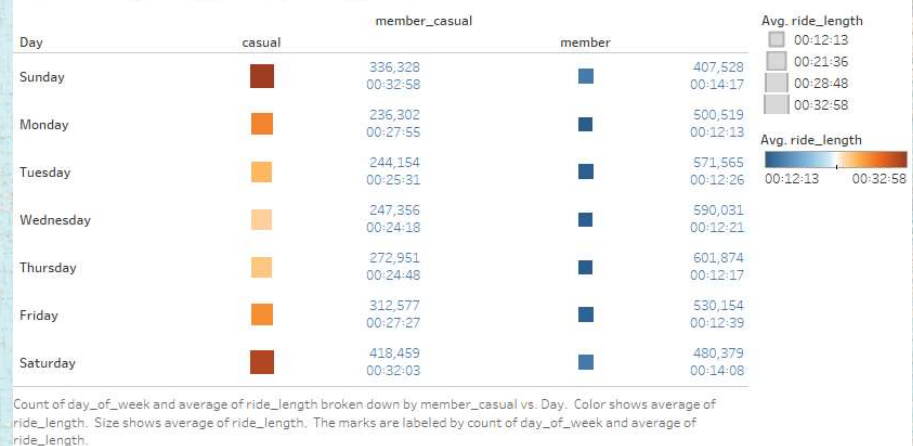 member_casual
Day casual member
Sunday 336,328 407,528
00:32:58 00:14:17
Monday 236,302 500,519
00:27:55 00:12:13
Tuesday 244,154 571,565
00:25:31 00:12:26
Wednesday 247,356 590,031
00:24:18 00:12:21
Thursday 272,951 601,874
00:24:48 00:12:17
Friday 312,577 530,154
00:27:27 00:12:39
Saturday 418,459 480,379
00:32:03 00:14:08
Count of day_of_week and average of ride_length broken down by member_casual vs. Day. Color shows average of
ride_length. Size shows average of ride_length. The marks are labeled by count of day_of_week and average of
ride_length.
Avg. ride_length
00:12:13
00:21:36
00:28:48
00:32:58
Avg. ride_length
00:12:13 00:32:58